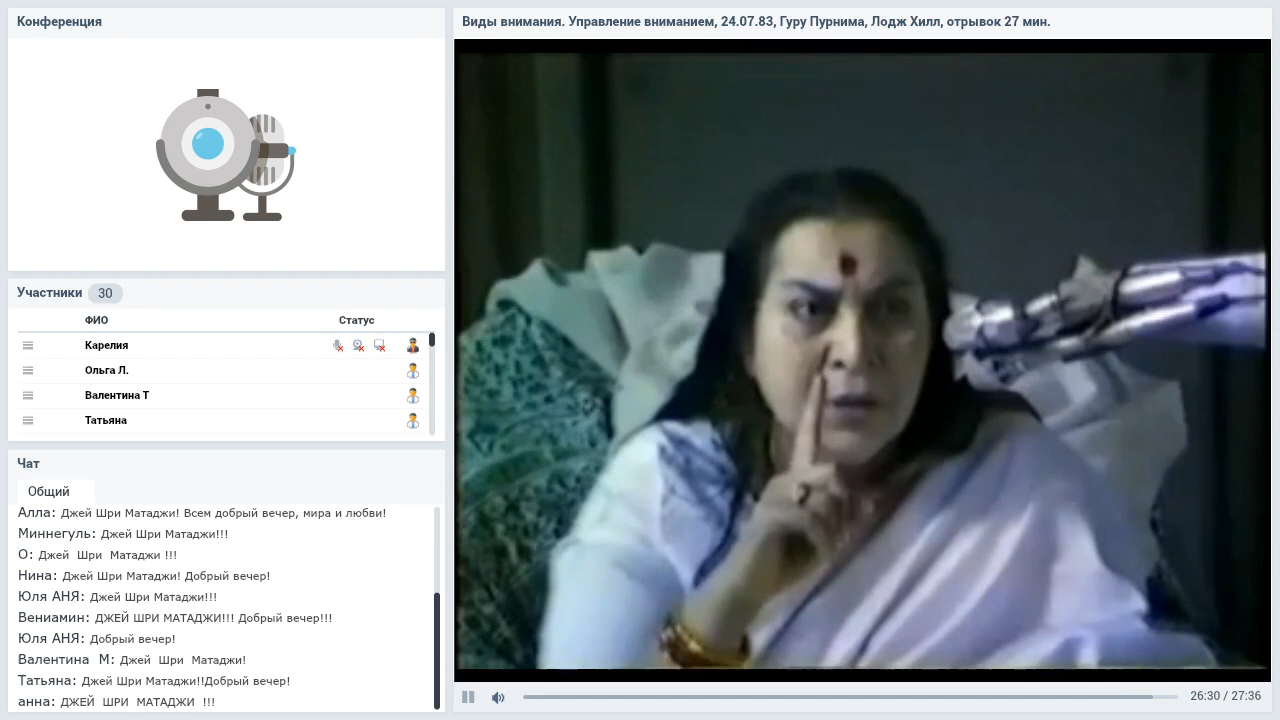 Конференция
Виды внимания. Управление вниманием, 24.07.83, Гуру Пурнима, Лодж Хилл, отрывок 27 мин.
Участники 30
ФИО Статус
Карелия
Ольга Л.
Валентина Т
Татьяна
Чат
Общий
Алла: Джей Шри Матаджи! Всем добрый вечер, мира и любви!
Миннегуль: Джей Шри Матаджи!!!
О: Джей Шри Матаджи !!!
Нина: Джей Шри Матаджи! Добрый вечер!
Юля АНЯ: Джей Шри Матаджи!!!
Вениамин: ДЖЕЙ ШРИ МАТАДЖИ!!! Добрый вечер!!!
Юля АНЯ: Добрый вечер!
Валентина М: Джей Шри Матаджи!
Татьяна: Джей Шри Матаджи!!Добрый вечер!
анна: ДЖЕЙ ШРИ МАТАДЖИ !!!
26:30 / 27:36